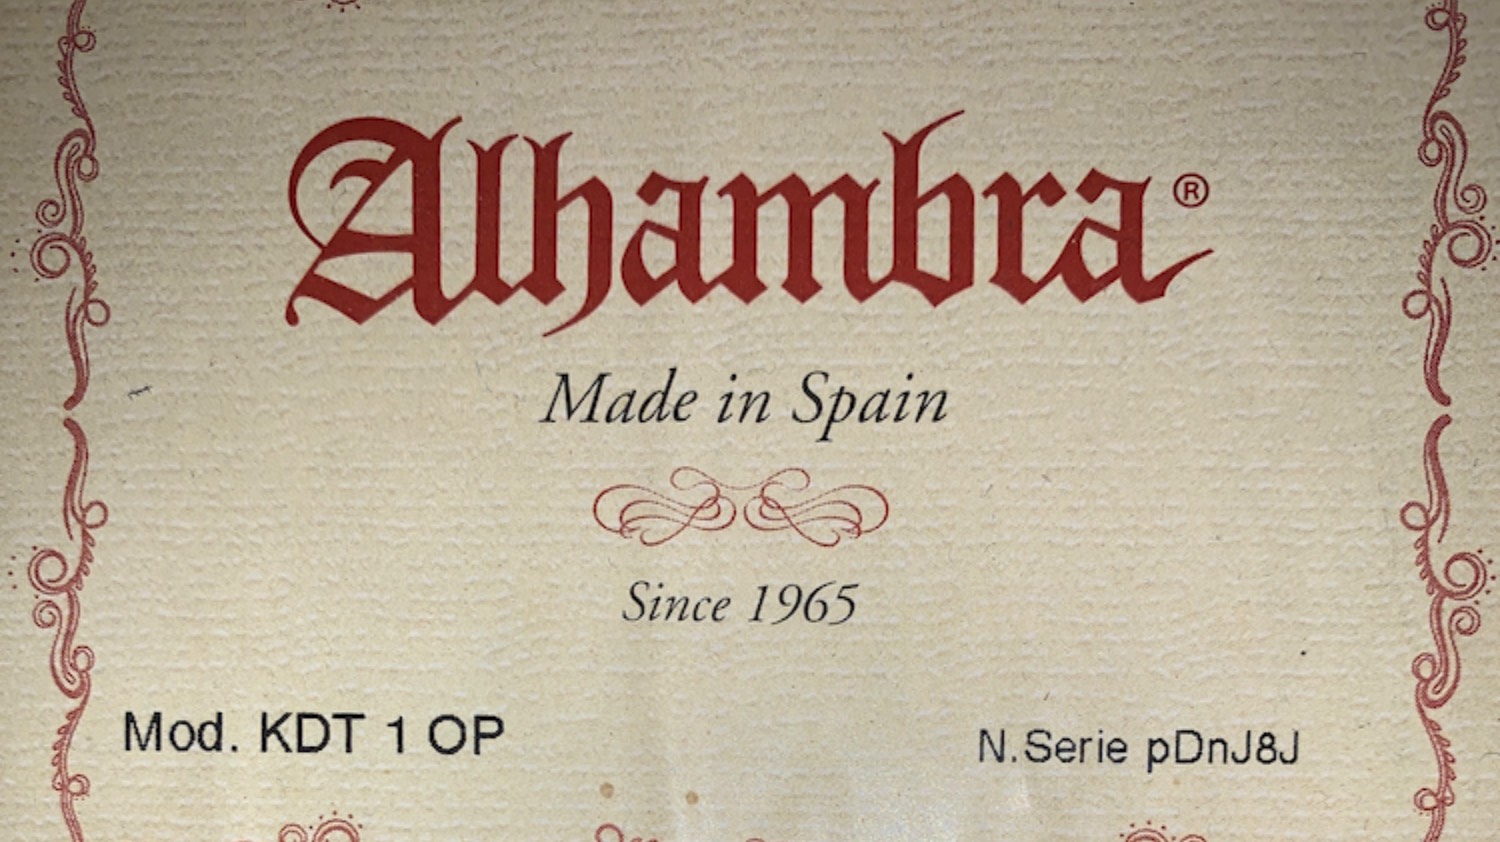 Alhambra®
Made in Spain
Since 1965
Mod. KDT 1 OP
N.Serie pDnJ8J